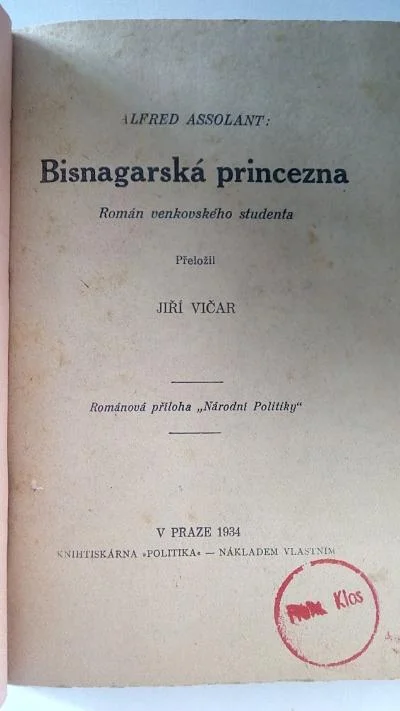 ALFRED ASSOLANT:
Bisnagarská princezna
Román venkovského studenta
Přeložil
JIŘÍ VIČAR
Románová příloha „Národní Politiky“
V PRAZE 1934
KNIHTISKÁRNA »POLITIKA« — NÁKLADEM VLASTNÍM
Klos